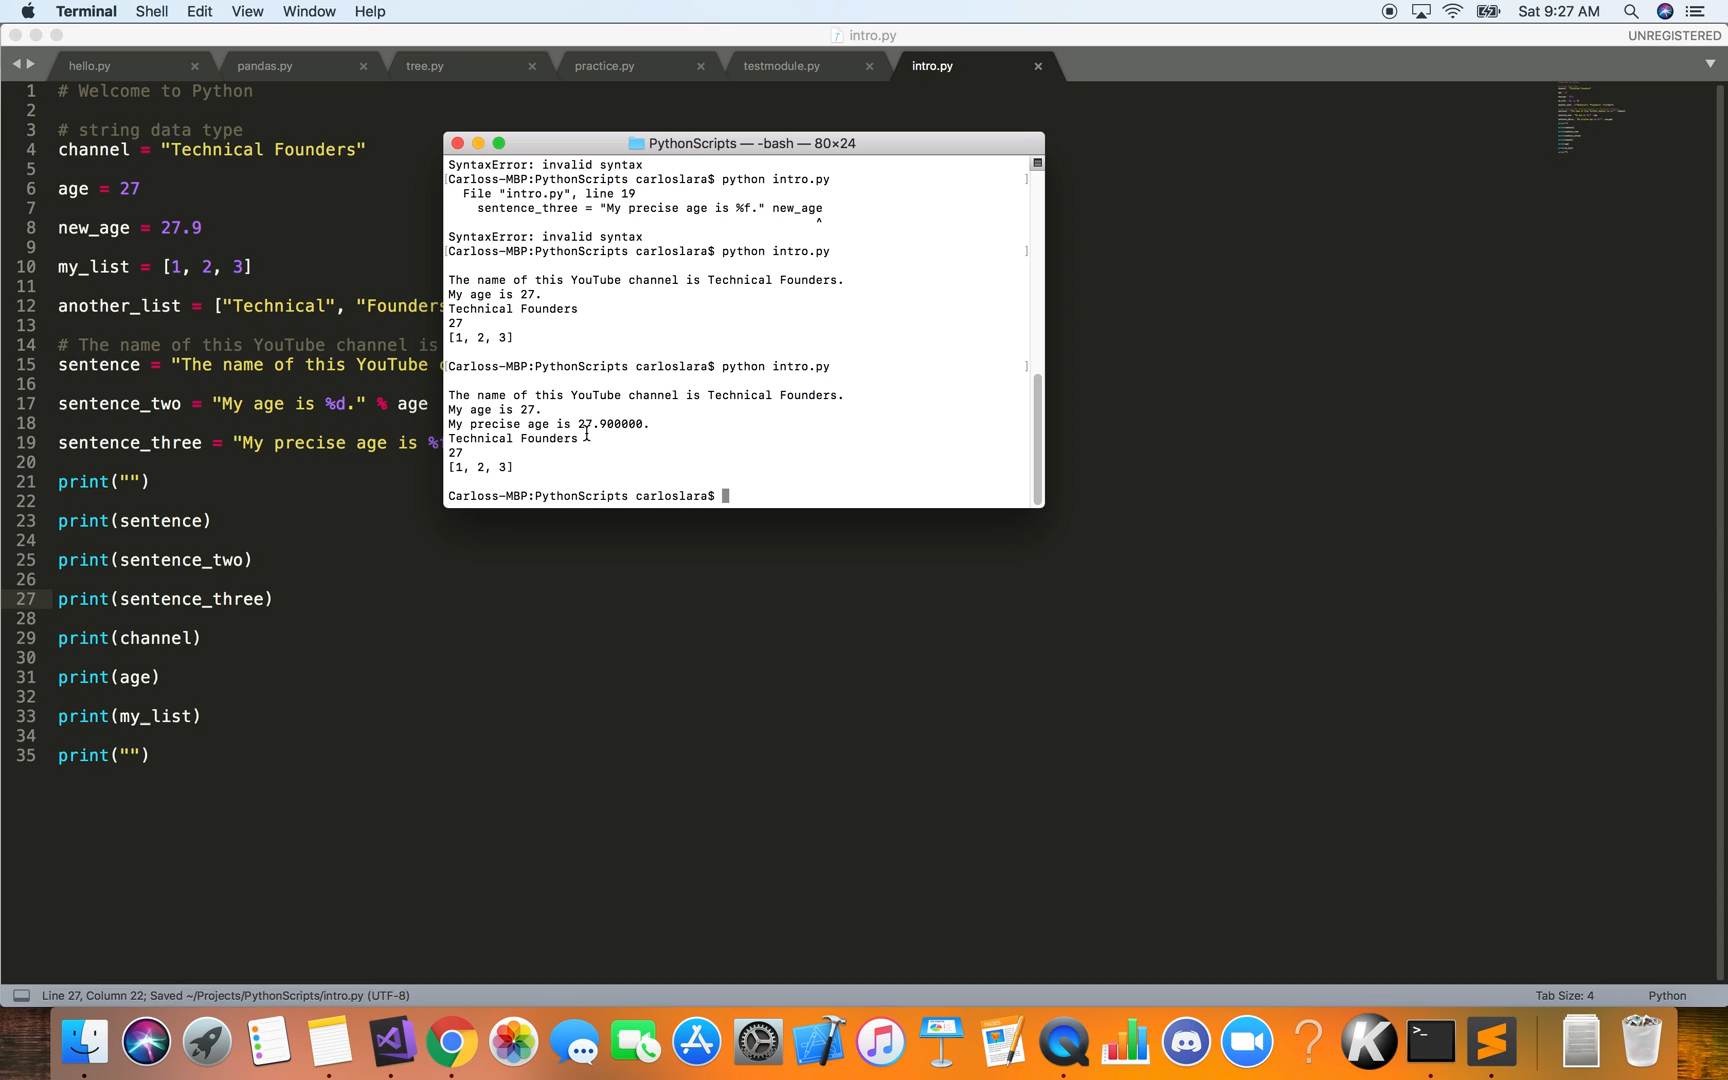 Terminal Shell Edit View Window Help Sat 9:27 AM
intro.py UNREGISTERED
hello.py pandas.py tree.py practice.py testmodule.py intro.py
1 # Welcome to Python
2
3 # string data type
4 channel = "Technical Founders"
5
6 age = 27
7
8 new_age = 27.9
9
10 my_list = [1, 2, 3]
11
12 another_list = ["Technical", "Founders
13
14 # The name of this YouTube channel is
15 sentence = "The name of this YouTube
16
17 sentence_two = "My age is %d." % age
18
19 sentence_three = "My precise age is %
20
21 print("")
22
23 print(sentence)
24
25 print(sentence_two)
26
27 print(sentence_three)
28
29 print(channel)
30
31 print(age)
32
33 print(my_list)
34
35 print("")
PythonScripts — -bash — 80×24
SyntaxError: invalid syntax
[Carloss-MBP:PythonScripts carloslara$ python intro.py ]
File "intro.py", line 19
sentence_three = "My precise age is %f." new_age
^
SyntaxError: invalid syntax
[Carloss-MBP:PythonScripts carloslara$ python intro.py ]
The name of this YouTube channel is Technical Founders.
My age is 27.
Technical Founders
27
[1, 2, 3]
[Carloss-MBP:PythonScripts carloslara$ python intro.py ]
The name of this YouTube channel is Technical Founders.
My age is 27.
My precise age is 27.900000.
Technical Founders
27
[1, 2, 3]
Carloss-MBP:PythonScripts carloslara$
Line 27, Column 22; Saved ~/Projects/PythonScripts/intro.py (UTF-8) Tab Size: 4 Python